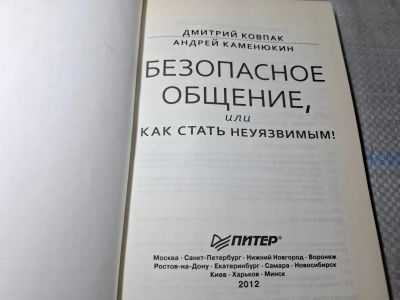 ДМИТРИЙ КОВПАК
АНДРЕЙ КАМЕНЮКИН
БЕЗОПАСНОЕ
ОБЩЕНИЕ,
или
КАК СТАТЬ НЕУЯЗВИМЫМ!
ПИТЕР®
Москва · Санкт-Петербург · Нижний Новгород · Воронеж
Ростов-на-Дону · Екатеринбург · Самара · Новосибирск
Киев · Харьков · Минск
2012